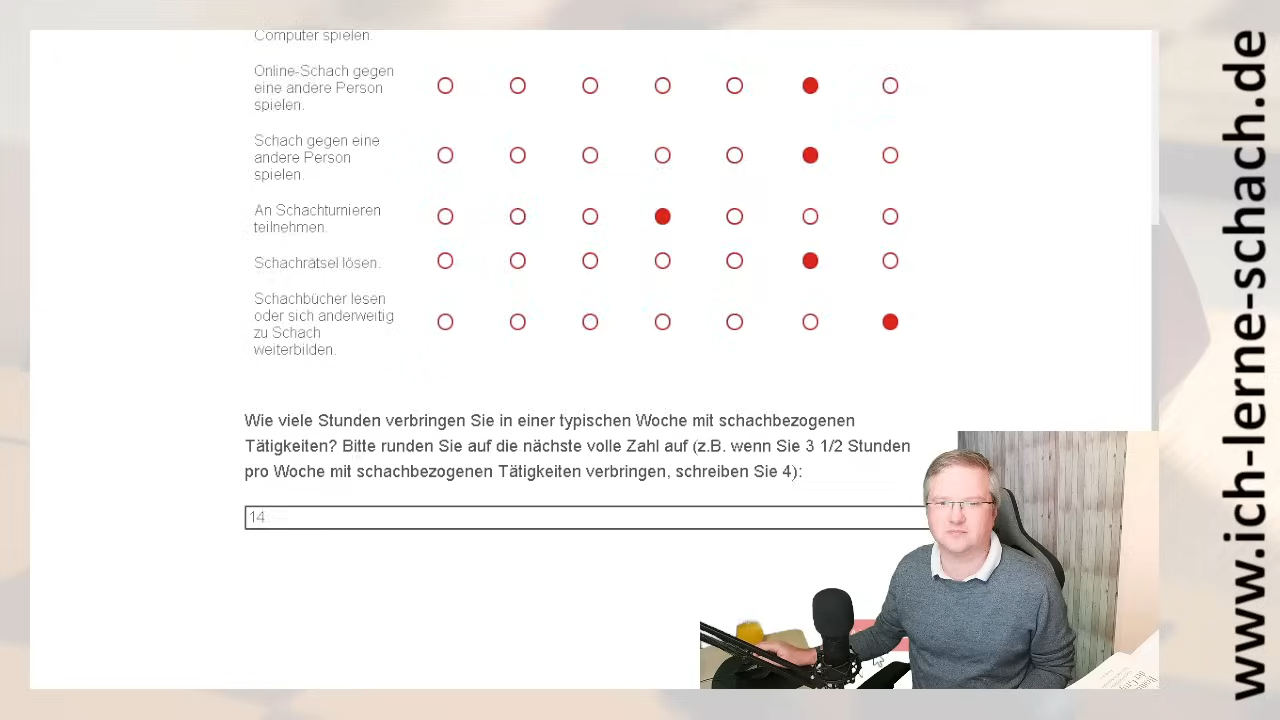 Computer spielen.
Online-Schach gegen
eine andere Person
spielen.
Schach gegen eine
andere Person
spielen.
An Schachturnieren
teilnehmen.
Schachrätsel lösen.
Schachbücher lesen
oder sich anderweitig
zu Schach
weiterbilden.
Wie viele Stunden verbringen Sie in einer typischen Woche mit schachbezogenen
Tätigkeiten? Bitte runden Sie auf die nächste volle Zahl auf (z.B. wenn Sie 3 1/2 Stunden
pro Woche mit schachbezogenen Tätigkeiten verbringen, schreiben Sie 4):
14
www.ich-lerne-schach.de